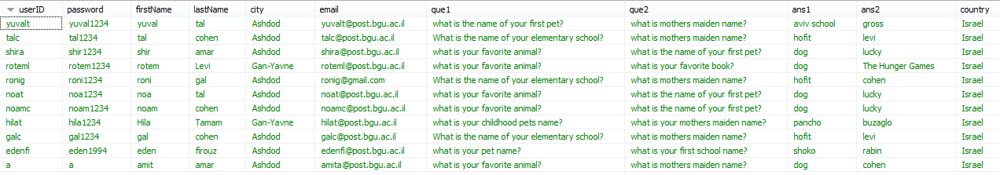 userID password firstName lastName city email que1 que2 ans1 ans2 country
yuvalt yuval1234 yuval tal Ashdod yuvalt@post.bgu.ac.il what is the name of your first pet? what is mothers maiden name? aviv school gross Israel
talc tal1234 tal cohen Ashdod talc@post.bgu.ac.il What is the name of your elementary school? what is mothers maiden name? hofit levi Israel
shira shir1234 shir amar Ashdod shira@post.bgu.ac.il what is your favorite animal? what is the name of your first pet? dog lucky Israel
roteml rotem1234 rotem Levi Gan-Yavne roteml@post.bgu.ac.il what is your favorite animal? what is your favorite book? dog The Hunger Games Israel
ronig roni1234 roni gal Ashdod ronig@gmail.com What is the name of your elementary school? what is mothers maiden name? hofit cohen Israel
noat noa1234 noa tal Ashdod noat@post.bgu.ac.il what is your favorite animal? what is the name of your first pet? dog lucky Israel
noamc noam1234 noam cohen Ashdod noamc@post.bgu.ac.il what is your favorite animal? what is the name of your first pet? dog lucky Israel
hilat hila1234 Hila Tamam Gan-Yavne hilat@post.bgu.ac.il what is your childhood pets name? what is your mothers maiden name? pancho buzaglo Israel
galc gal1234 gal cohen Ashdod galc@post.bgu.ac.il What is the name of your elementary school? what is mothers maiden name? hofit levi Israel
edenfi eden1994 eden firouz Ashdod edenfi@post.bgu.ac.il what is your pet name? what is your first school name? shoko rabin Israel
a a amit amar Ashdod amita@post.bgu.ac.il what is your favorite animal? what is mothers maiden name? dog cohen Israel